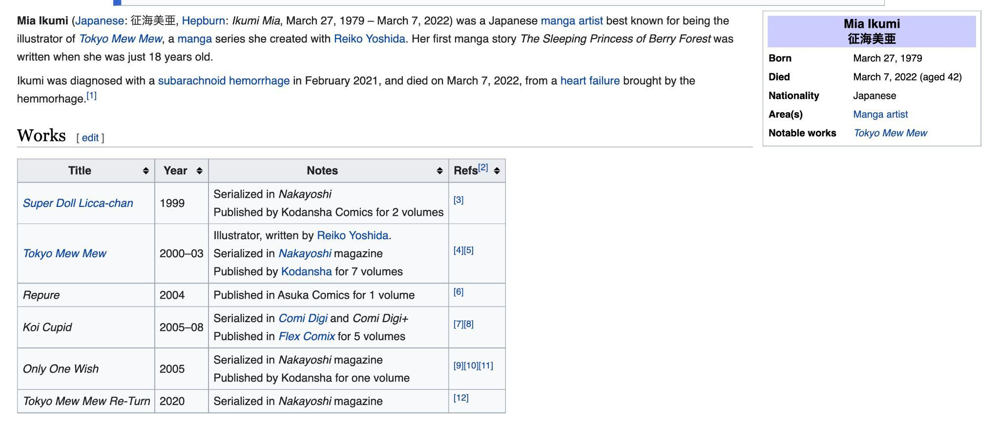 Mia Ikumi (Japanese: 征海美亜, Hepburn: Ikumi Mia, March 27, 1979 – March 7, 2022) was a Japanese manga artist best known for being the
illustrator of Tokyo Mew Mew, a manga series she created with Reiko Yoshida. Her first manga story The Sleeping Princess of Berry Forest was
written when she was just 18 years old.
Ikumi was diagnosed with a subarachnoid hemorrhage in February 2021, and died on March 7, 2022, from a heart failure brought by the
hemmorhage.[1]
Mia Ikumi
征海美亜
Born March 27, 1979
Died March 7, 2022 (aged 42)
Nationality Japanese
Area(s) Manga artist
Notable works Tokyo Mew Mew
Works [ edit ]
Title Year Notes Refs[2]
Super Doll Licca-chan 1999 Serialized in Nakayoshi
Published by Kodansha Comics for 2 volumes [3]
Tokyo Mew Mew 2000–03 Illustrator, written by Reiko Yoshida.
Serialized in Nakayoshi magazine
Published by Kodansha for 7 volumes [4][5]
Repure 2004 Published in Asuka Comics for 1 volume [6]
Koi Cupid 2005–08 Serialized in Comi Digi and Comi Digi+
Published in Flex Comix for 5 volumes [7][8]
Only One Wish 2005 Serialized in Nakayoshi magazine
Published by Kodansha for one volume [9][10][11]
Tokyo Mew Mew Re-Turn 2020 Serialized in Nakayoshi magazine [12]